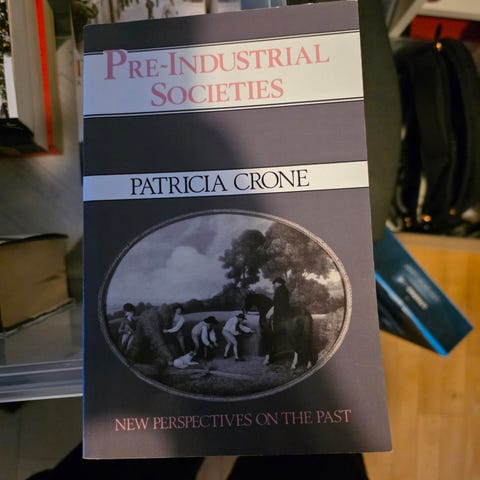 PRE-INDUSTRIAL
SOCIETIES
PATRICIA CRONE
NEW PERSPECTIVES ON THE PAST